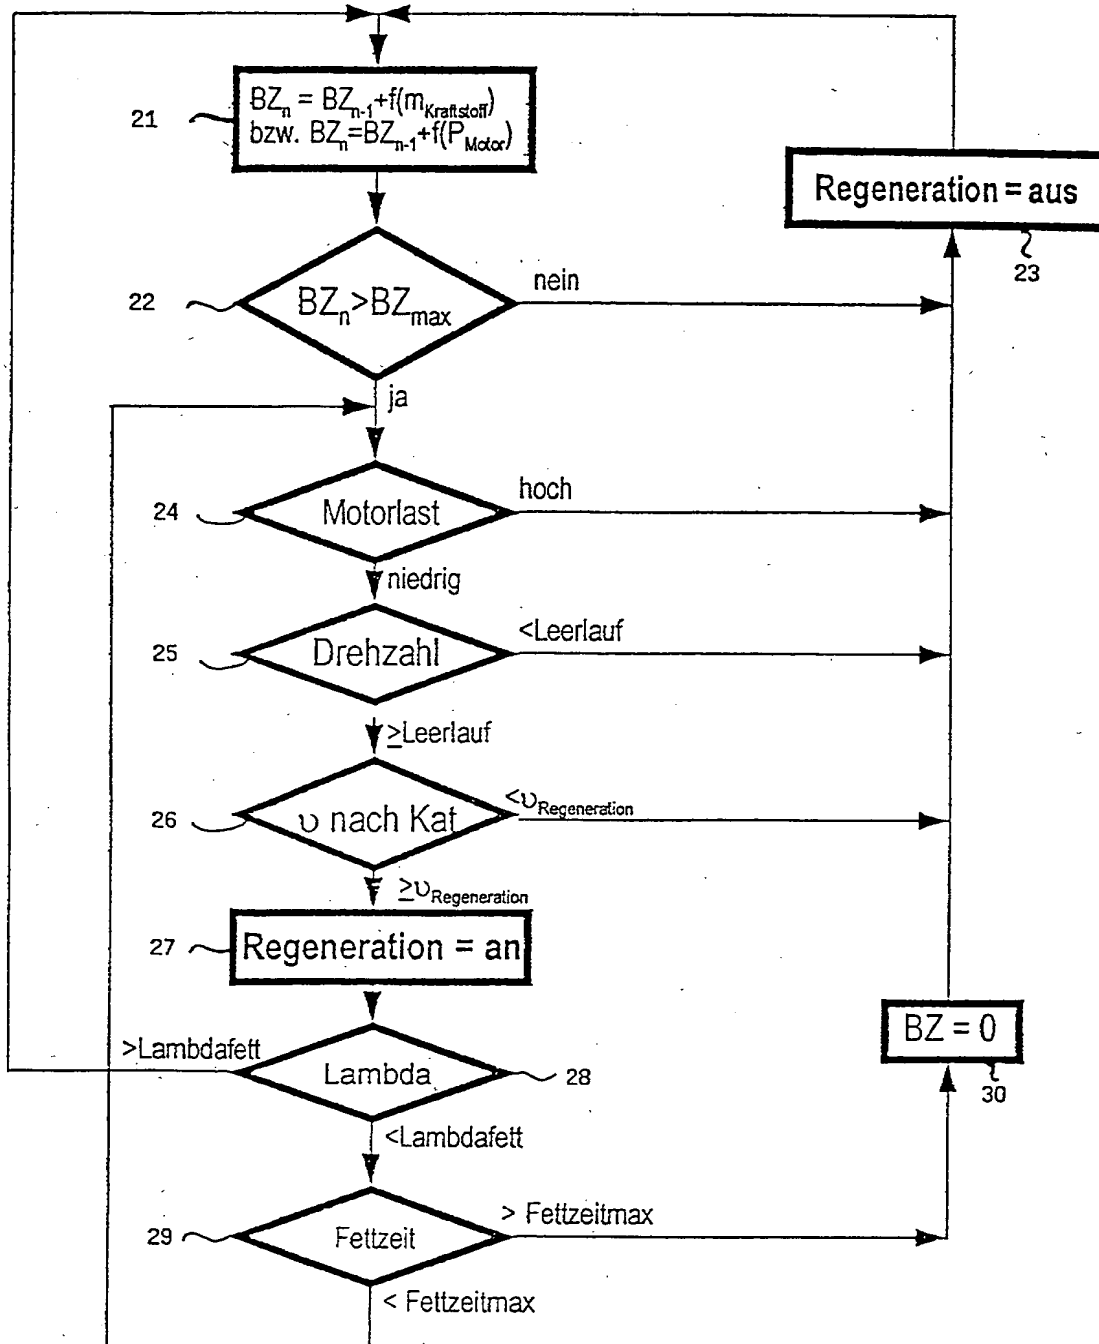 21
BZn = BZn-1+f(mKraftstoff)
bzw. BZn=BZn-1+f(PMotor)
Regeneration = aus
23
22
BZn>BZmax
nein
ja
24
Motorlast
hoch
niedrig
25
Drehzahl
<Leerlauf
≥Leerlauf
26
υ nach Kat
<υRegeneration
≥υRegeneration
27
Regeneration = an
BZ = 0
30
>Lambdafett
Lambda
28
<Lambdafett
29
Fettzeit
> Fettzeitmax
< Fettzeitmax